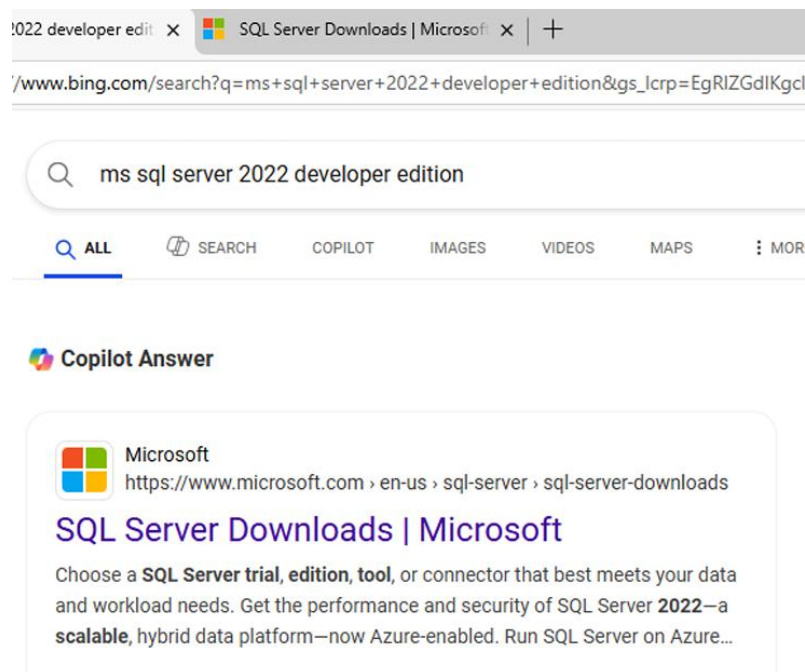 2022 developer edit
SQL Server Downloads | Microsof
/www.bing.com/search?q=ms+sql+server+2022+developer+edition&gs_lcrp=EgRlZGdlKgcI
ms sql server 2022 developer edition
ALL SEARCH COPILOT IMAGES VIDEOS MAPS MOR
Copilot Answer
Microsoft
https://www.microsoft.com › en-us › sql-server › sql-server-downloads
SQL Server Downloads | Microsoft
Choose a SQL Server trial, edition, tool, or connector that best meets your data
and workload needs. Get the performance and security of SQL Server 2022—a
scalable, hybrid data platform—now Azure-enabled. Run SQL Server on Azure…